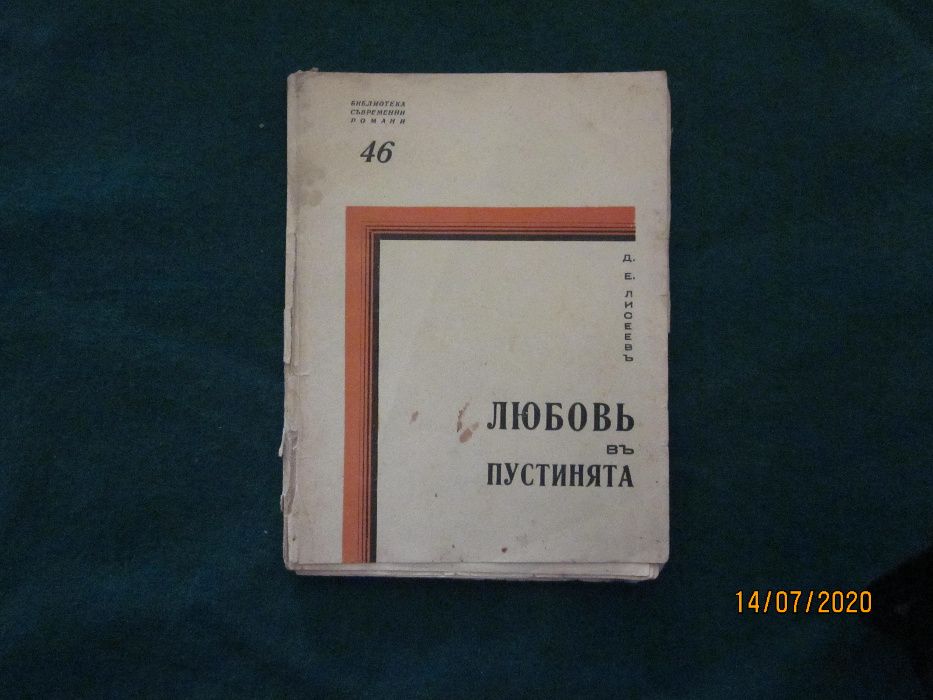 БИБЛИОТЕКА
СЪВРЕМЕННИ
РОМАНИ
46
Д. Е. ЛИСЕЕВЪ
ЛЮБОВЬ
ВЪ
ПУСТИНЯТА
14/07/2020